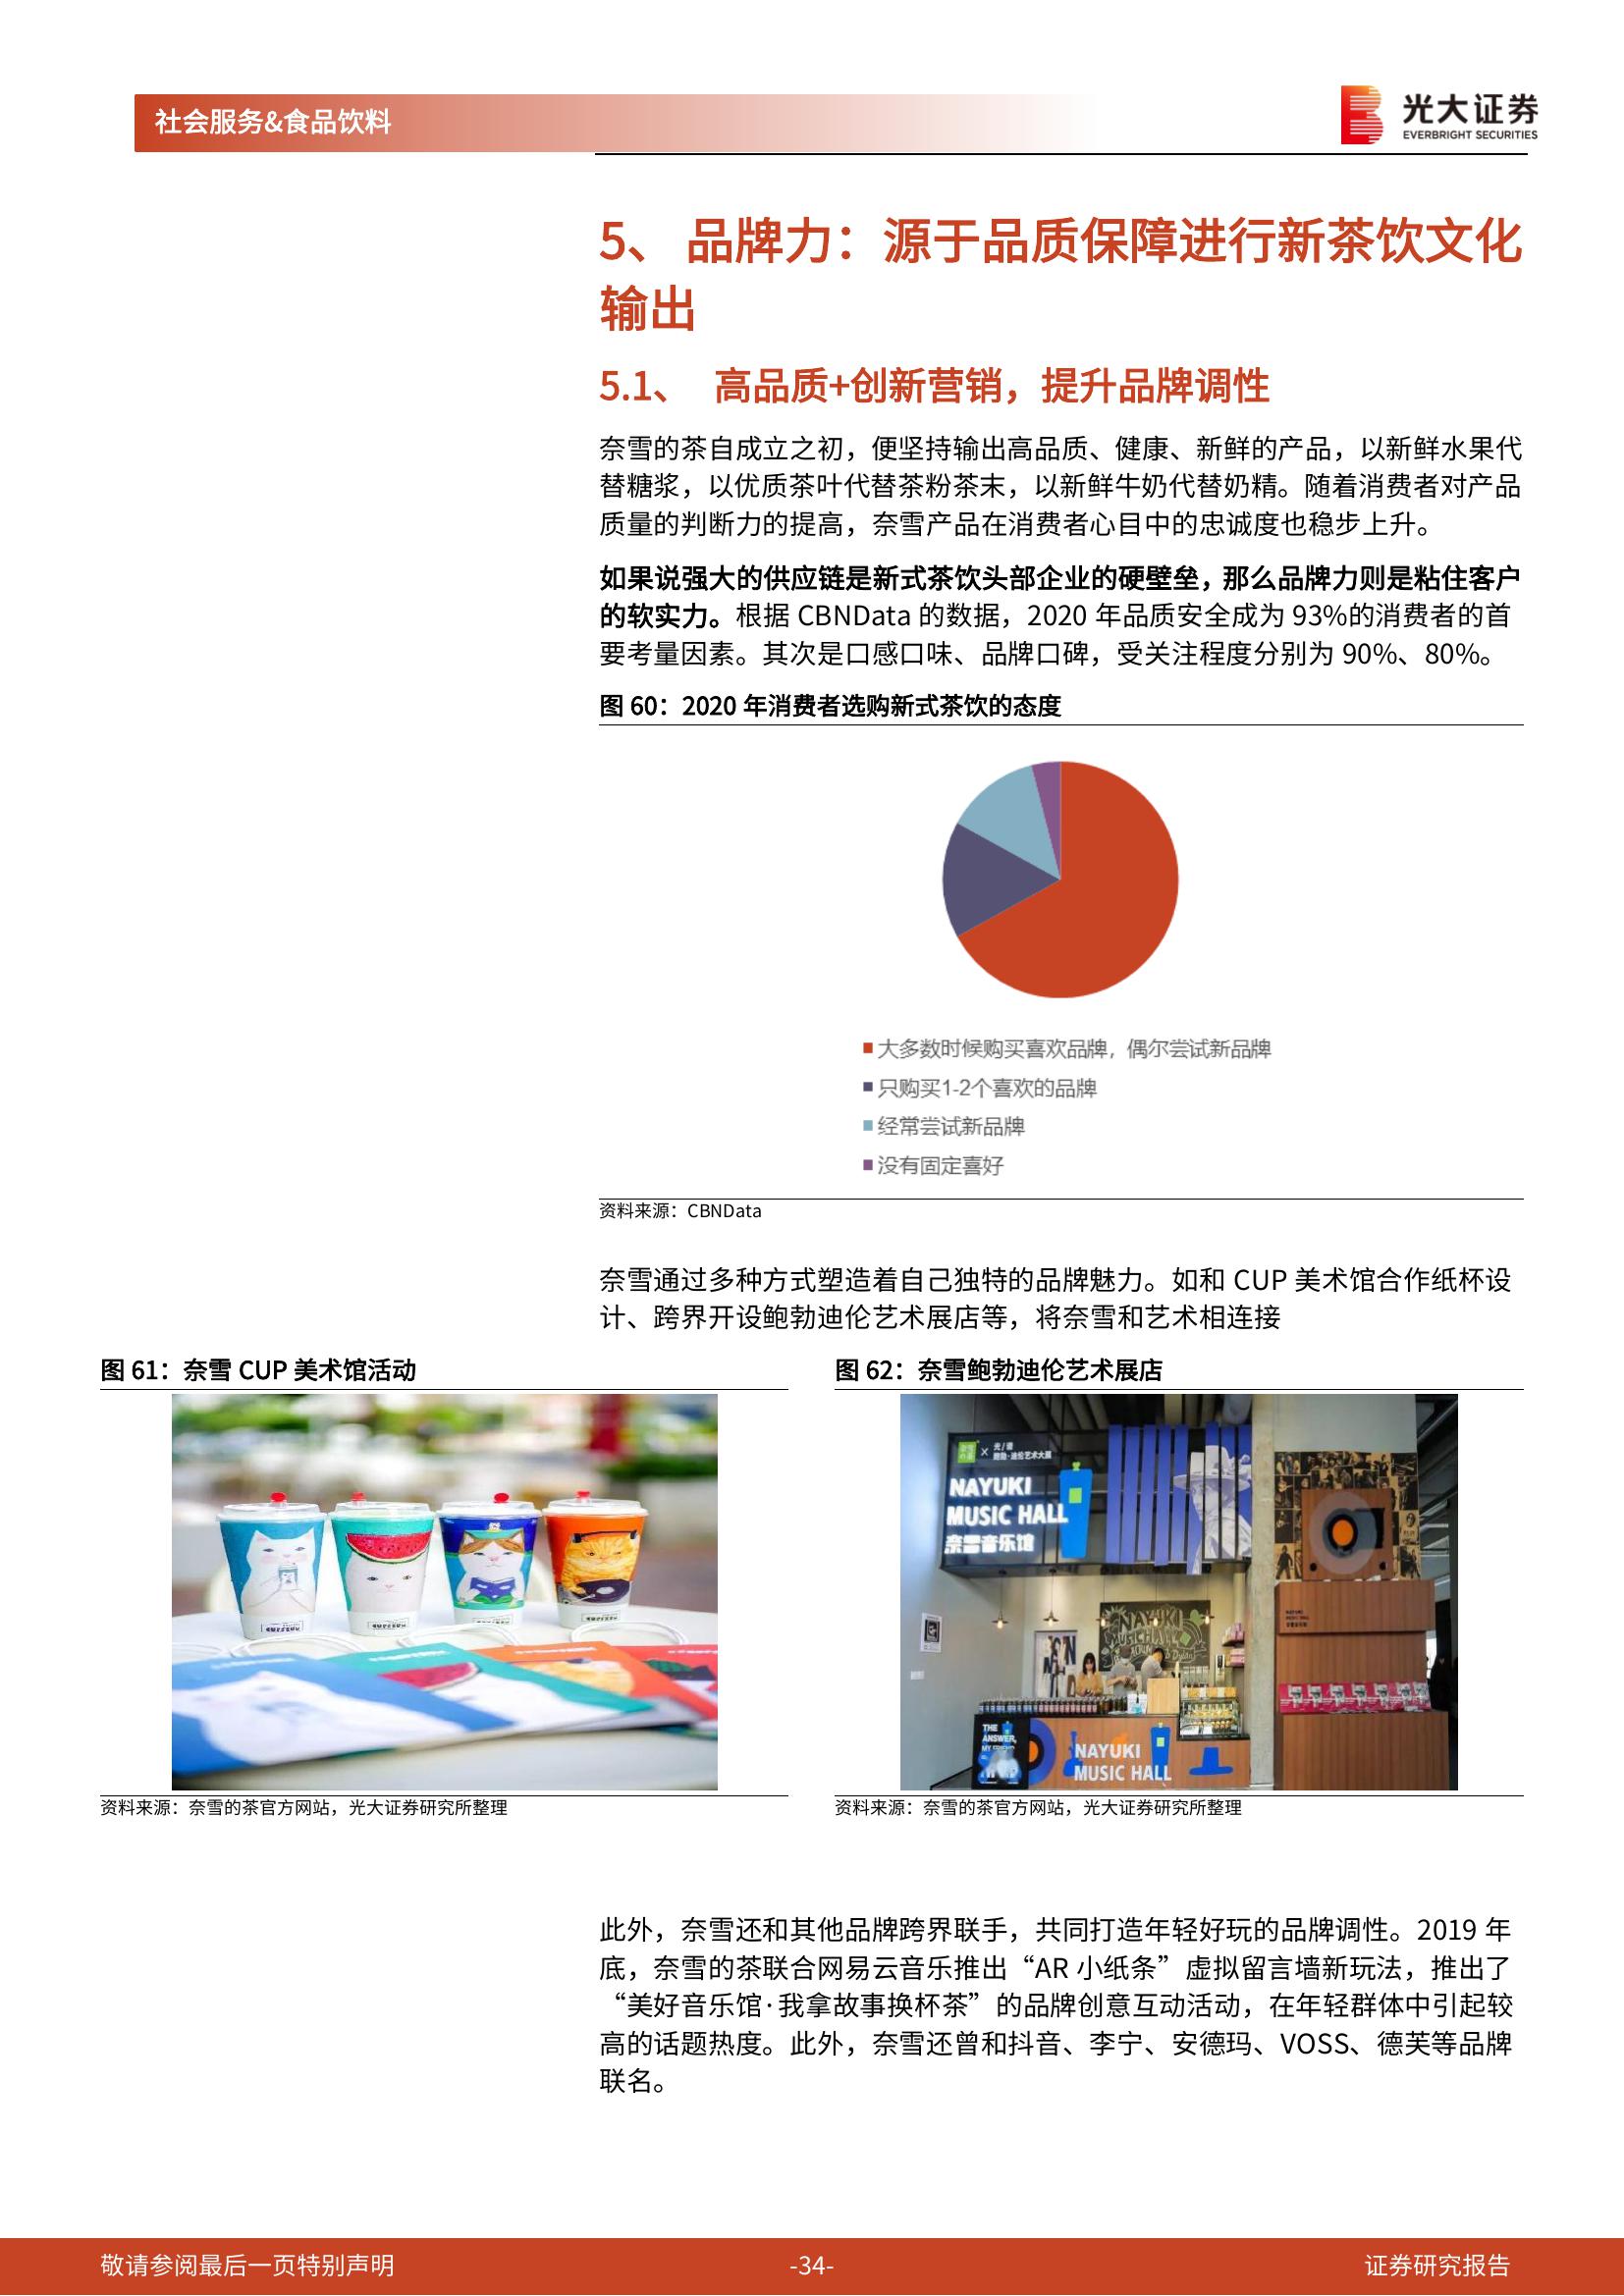 社会服务&食品饮料
光大证券
EVERBRIGHT SECURITIES
5、 品牌力：源于品质保障进行新茶饮文化
输出
5.1、 高品质+创新营销，提升品牌调性
奈雪的茶自成立之初，便坚持输出高品质、健康、新鲜的产品，以新鲜水果代
替糖浆，以优质茶叶代替茶粉茶末，以新鲜牛奶代替奶精。随着消费者对产品
质量的判断力的提高，奈雪产品在消费者心目中的忠诚度也稳步上升。
如果说强大的供应链是新式茶饮头部企业的硬壁垒，那么品牌力则是粘住客户
的软实力。根据 CBNData 的数据，2020 年品质安全成为 93%的消费者的首
要考量因素。其次是口感口味、品牌口碑，受关注程度分别为 90%、80%。
图 60：2020 年消费者选购新式茶饮的态度
大多数时候购买喜欢品牌，偶尔尝试新品牌
只购买1-2个喜欢的品牌
经常尝试新品牌
没有固定喜好
资料来源：CBNData
奈雪通过多种方式塑造着自己独特的品牌魅力。如和 CUP 美术馆合作纸杯设
计、跨界开设鲍勃迪伦艺术展店等，将奈雪和艺术相连接
图 61：奈雪 CUP 美术馆活动
图 62：奈雪鲍勃迪伦艺术展店
NAYUKI
MUSIC HALL
奈雪音乐馆
NAYUKI
THE
ANSWER,
NAYUKI
MUSIC HALL
资料来源：奈雪的茶官方网站，光大证券研究所整理
资料来源：奈雪的茶官方网站，光大证券研究所整理
此外，奈雪还和其他品牌跨界联手，共同打造年轻好玩的品牌调性。2019 年
底，奈雪的茶联合网易云音乐推出“AR 小纸条”虚拟留言墙新玩法，推出了
“美好音乐馆·我拿故事换杯茶”的品牌创意互动活动，在年轻群体中引起较
高的话题热度。此外，奈雪还曾和抖音、李宁、安德玛、VOSS、德芙等品牌
联名。
敬请参阅最后一页特别声明
-34-
证券研究报告